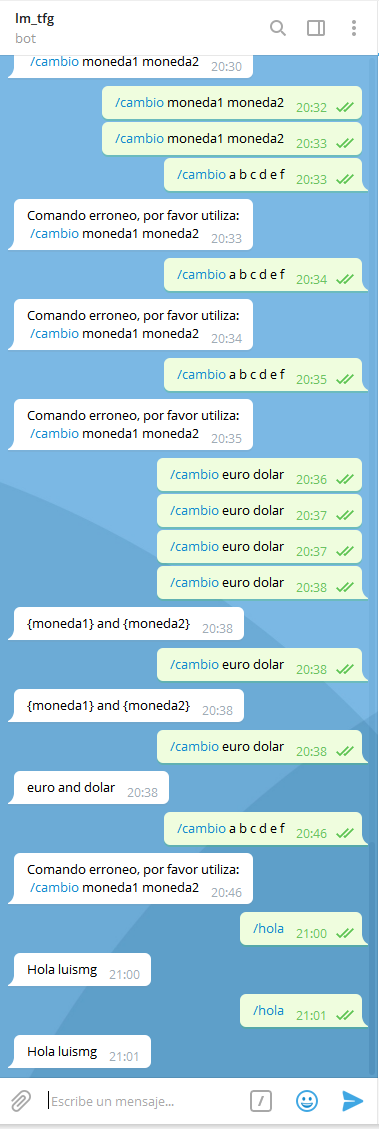 lm_tfg
bot
/cambio moneda1 moneda2 20:30
/cambio moneda1 moneda2 20:32
/cambio moneda1 moneda2 20:33
/cambio a b c d e f 20:33
Comando erroneo, por favor utiliza:
/cambio moneda1 moneda2 20:33
/cambio a b c d e f 20:34
Comando erroneo, por favor utiliza:
/cambio moneda1 moneda2 20:34
/cambio a b c d e f 20:35
Comando erroneo, por favor utiliza:
/cambio moneda1 moneda2 20:35
/cambio euro dolar 20:36
/cambio euro dolar 20:37
/cambio euro dolar 20:37
/cambio euro dolar 20:38
{moneda1} and {moneda2} 20:38
/cambio euro dolar 20:38
{moneda1} and {moneda2} 20:38
/cambio euro dolar 20:38
euro and dolar 20:38
/cambio a b c d e f 20:46
Comando erroneo, por favor utiliza:
/cambio moneda1 moneda2 20:46
/hola 21:00
Hola luismg 21:00
/hola 21:01
Hola luismg 21:01
Escribe un mensaje... /